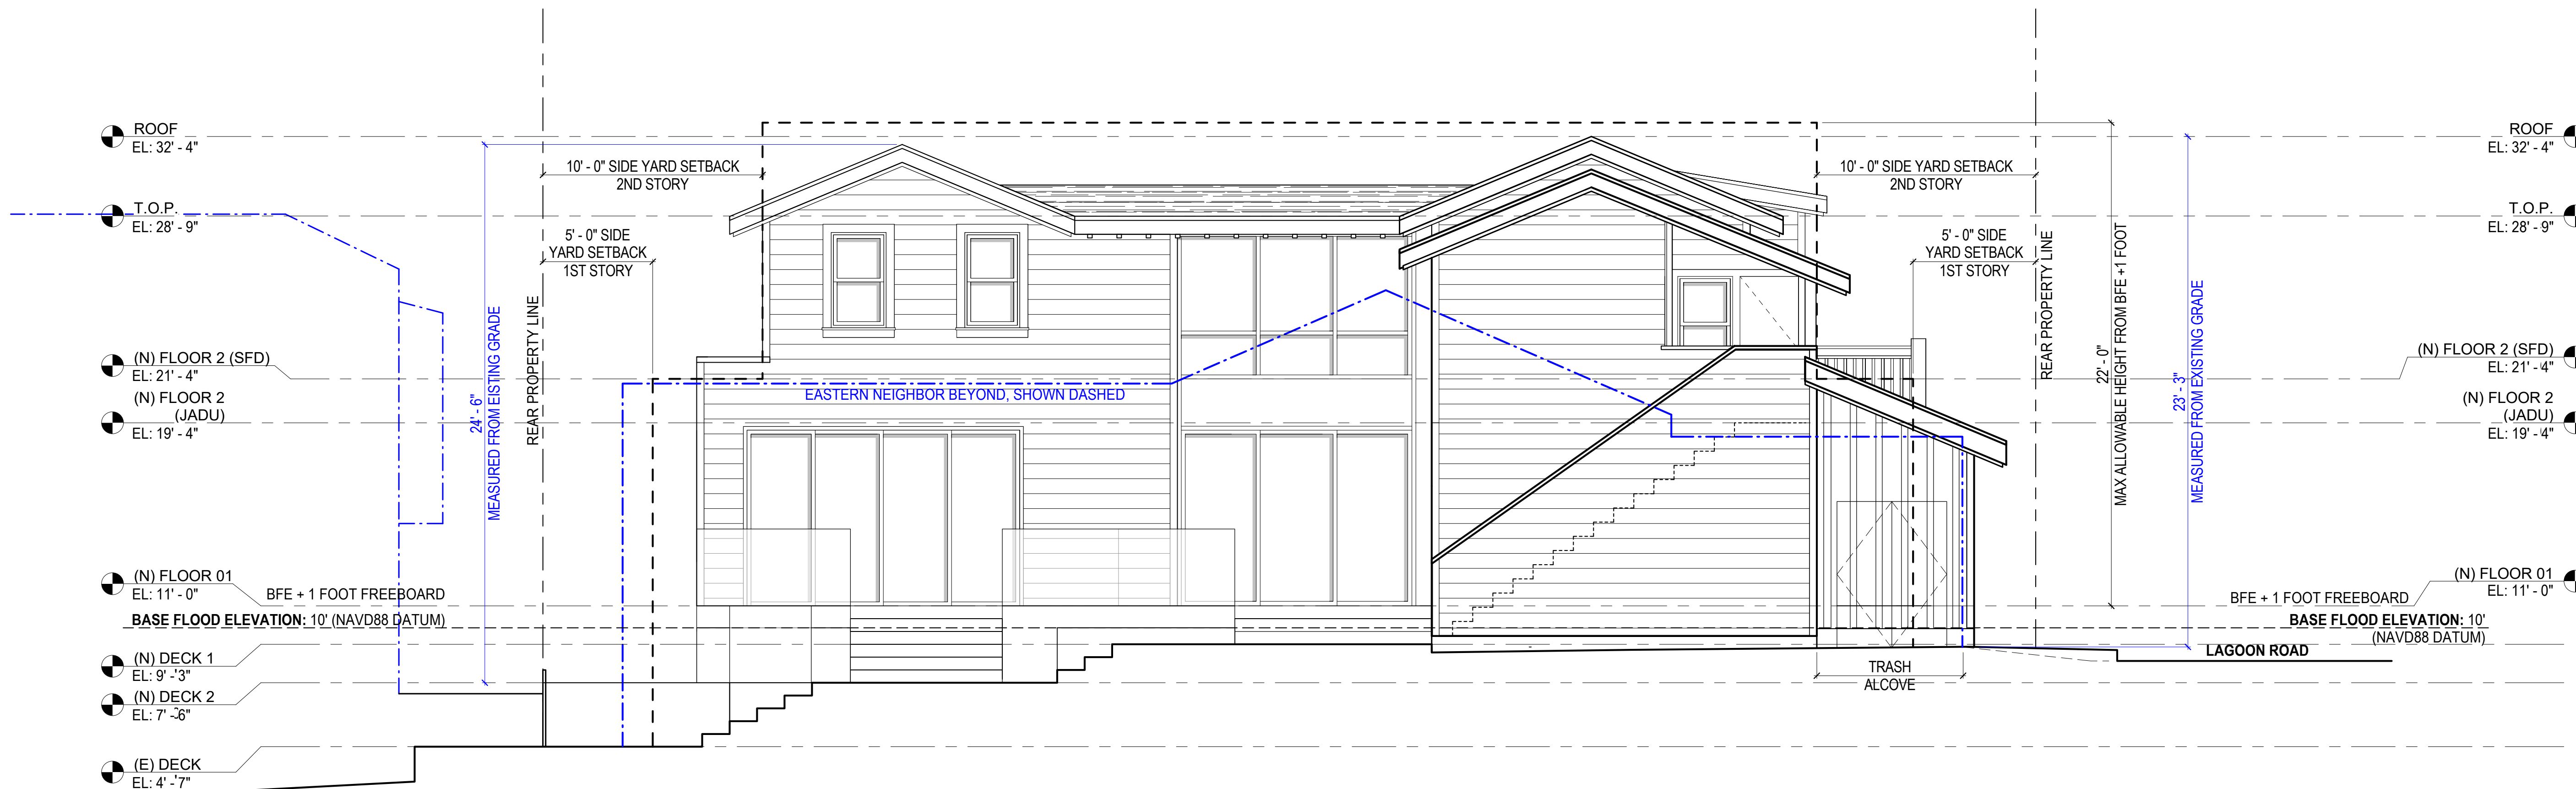 ROOF
EL: 32' - 4"
T.O.P.
EL: 28' - 9"
(N) FLOOR 2 (SFD)
EL: 21' - 4"
(N) FLOOR 2
(JADU)
EL: 19' - 4"
(N) FLOOR 01
EL: 11' - 0"
BFE + 1 FOOT FREEBOARD
BASE FLOOD ELEVATION: 10' (NAVD88 DATUM)
(N) DECK 1
EL: 9' - 3"
(N) DECK 2
EL: 7' - 6"
(E) DECK
EL: 4' - 7"
24' - 6"
MEASURED FROM EISTING GRADE
REAR PROPERTY LINE
10' - 0" SIDE YARD SETBACK
2ND STORY
5' - 0" SIDE
YARD SETBACK
1ST STORY
EASTERN NEIGHBOR BEYOND, SHOWN DASHED
TRASH
ALCOVE
10' - 0" SIDE YARD SETBACK
2ND STORY
5' - 0" SIDE
YARD SETBACK
1ST STORY
REAR PROPERTY LINE
22' - 0"
MAX ALLOWABLE HEIGHT FROM BFE +1 FOOT
23' - 3"
MEASURED FROM EXISTING GRADE
LAGOON ROAD
ROOF
EL: 32' - 4"
T.O.P.
EL: 28' - 9"
(N) FLOOR 2 (SFD)
EL: 21' - 4"
(N) FLOOR 2
(JADU)
EL: 19' - 4"
(N) FLOOR 01
EL: 11' - 0"
BFE + 1 FOOT FREEBOARD
BASE FLOOD ELEVATION: 10'
(NAVD88 DATUM)